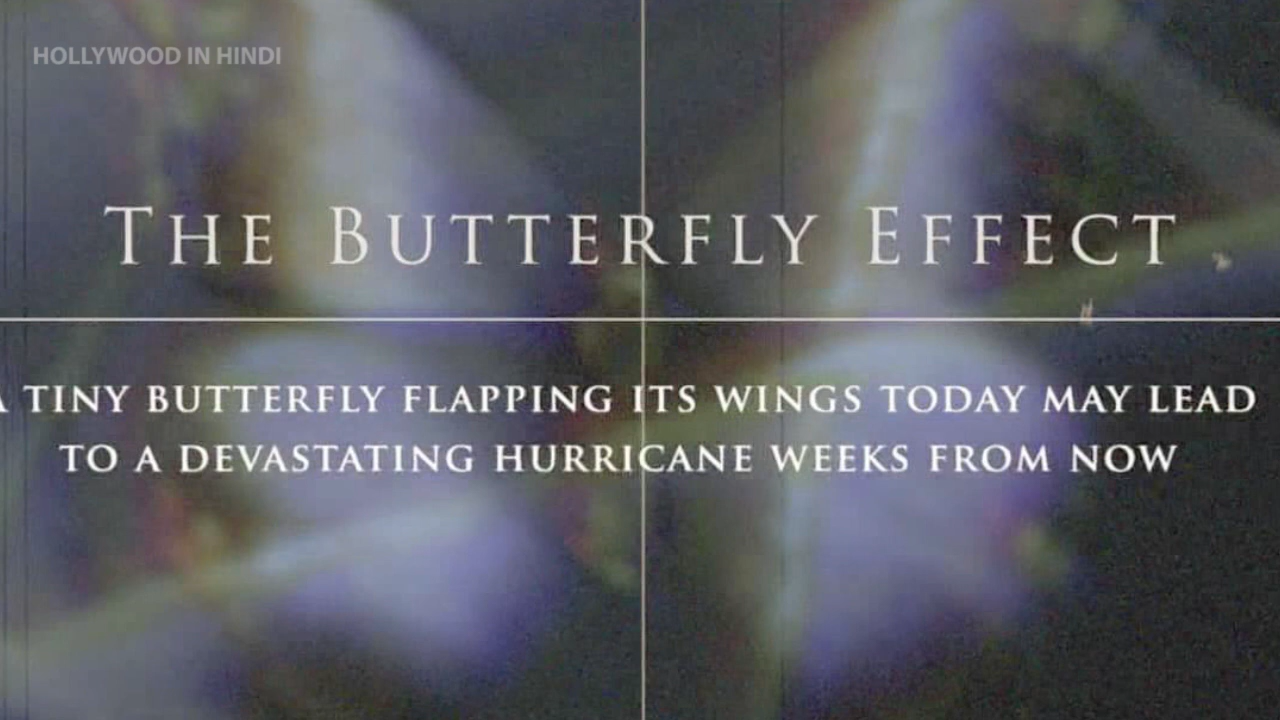 HOLLYWOOD IN HINDI
THE BUTTERFLY EFFECT
A TINY BUTTERFLY FLAPPING ITS WINGS TODAY MAY LEAD
TO A DEVASTATING HURRICANE WEEKS FROM NOW